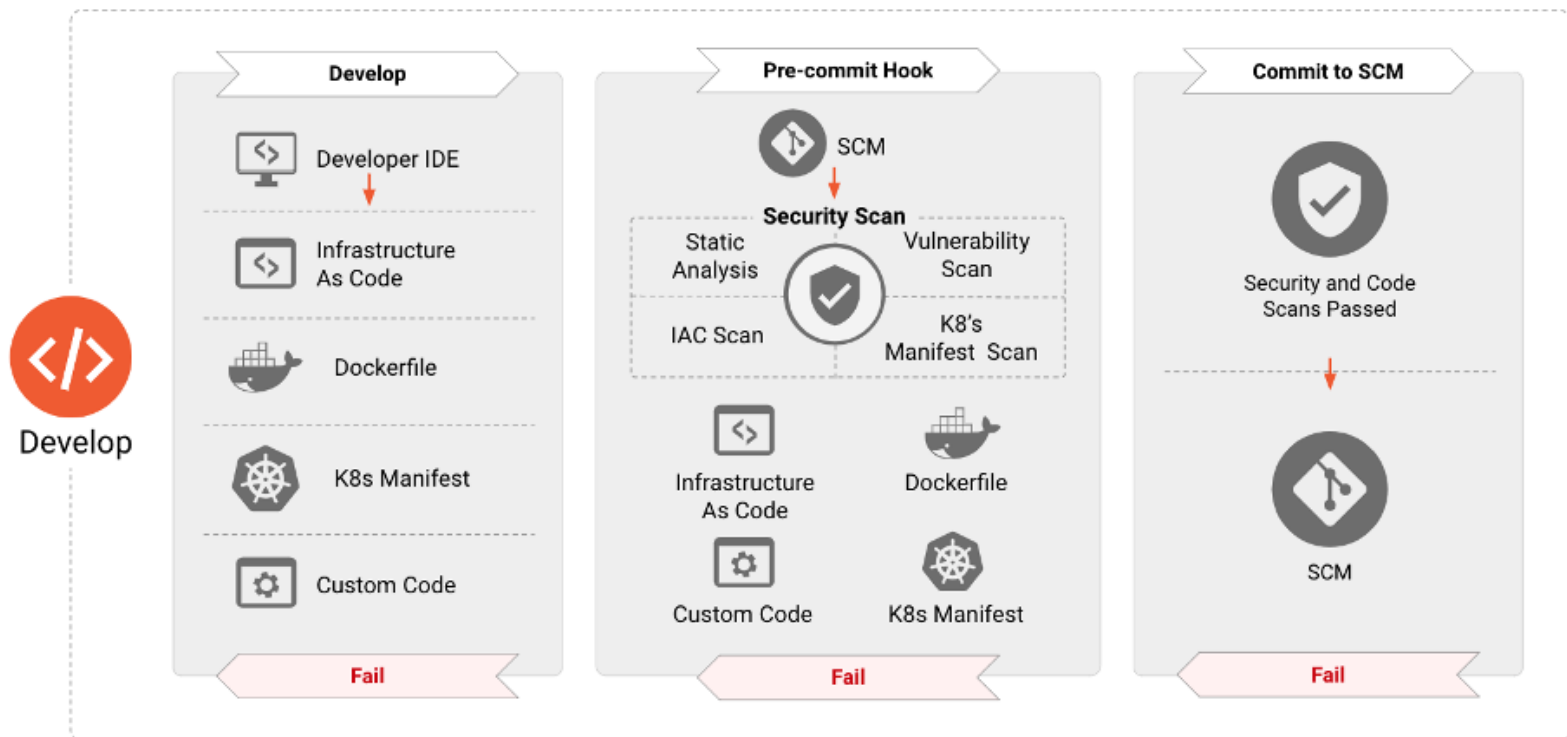 Develop
Develop
Developer IDE
Infrastructure
As Code
Dockerfile
K8s Manifest
Custom Code
Fail
Pre-commit Hook
SCM
Security Scan
Static
Analysis
Vulnerability
Scan
IAC Scan
K8's
Manifest Scan
Infrastructure
As Code
Dockerfile
Custom Code
K8s Manifest
Fail
Commit to SCM
Security and Code
Scans Passed
SCM
Fail